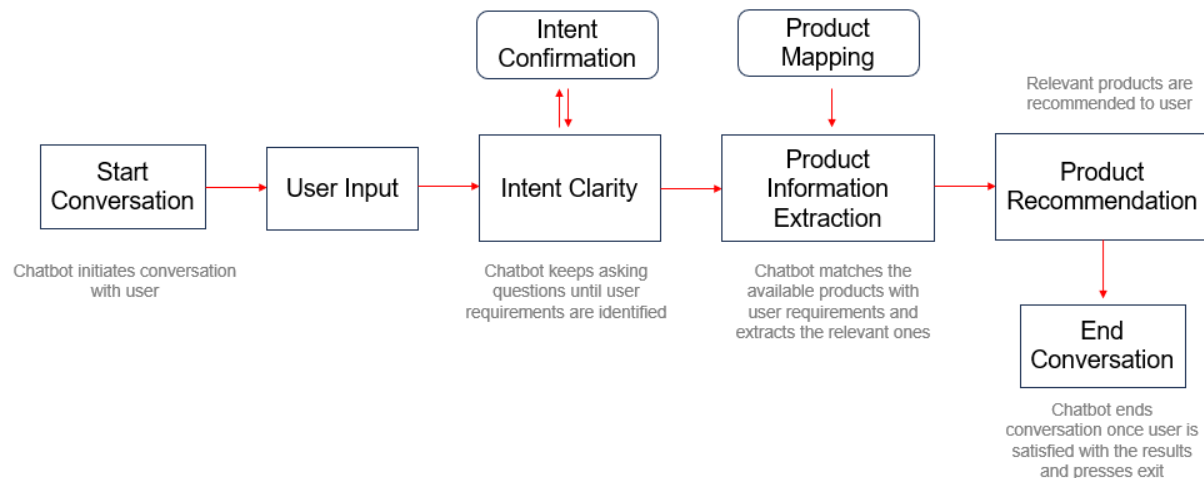 Intent
Confirmation
Product
Mapping
Relevant products are
recommended to user
Start
Conversation
User Input
Intent Clarity
Product
Information
Extraction
Product
Recommendation
Chatbot initiates conversation
with user
Chatbot keeps asking
questions until user
requirements are identified
Chatbot matches the
available products with
user requirements and
extracts the relevant ones
End
Conversation
Chatbot ends
conversation once user is
satisfied with the results
and presses exit